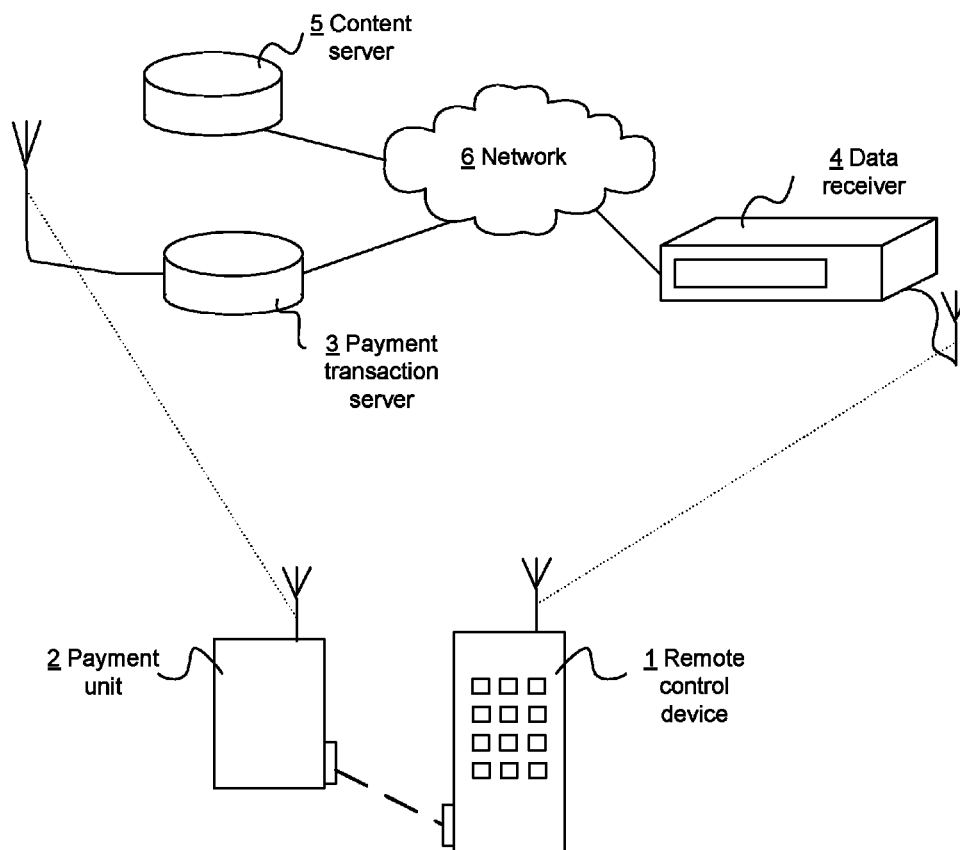 5 Content
server
6 Network
4 Data
receiver
3 Payment
transaction
server
2 Payment
unit
1 Remote
control
device